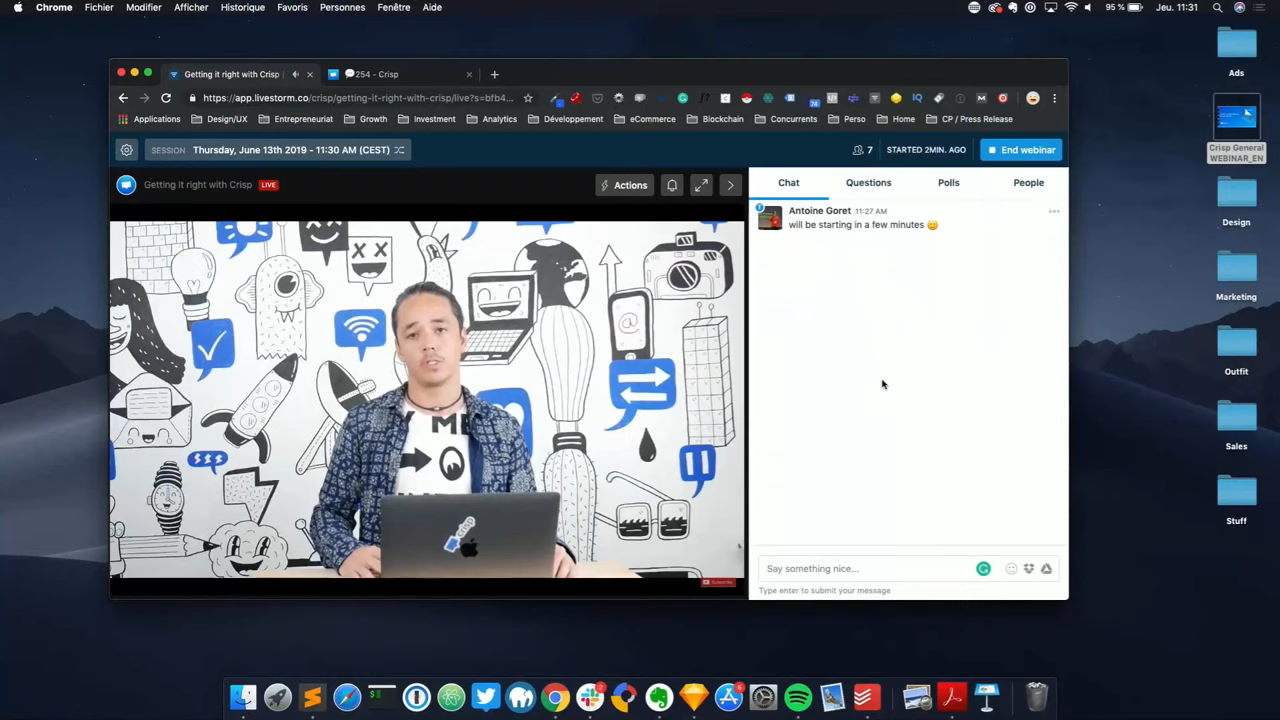 Chrome Fichier Modifier Afficher Historique Favoris Personnes Fenêtre Aide 95 % Jeu. 11:31
Getting it right with Crisp
254 - Crisp
https://app.livestorm.co/crisp/getting-it-right-with-crisp/live?s=bfb4...
Applications Design/UX Entrepreneuriat Growth Investment Analytics Développement eCommerce Blockchain Concurrents Perso Home CP / Press Release
SESSION Thursday, June 13th 2019 - 11:30 AM (CEST) 7 STARTED 2MIN. AGO End webinar
Getting it right with Crisp LIVE Actions
Chat Questions Polls People
Antoine Goret 11:27 AM
will be starting in a few minutes
Y ME
crisp
Subscribe
Say something nice...
Type enter to submit your message
Ads
Crisp General
WEBINAR_EN
Design
Marketing
Outfit
Sales
Stuff